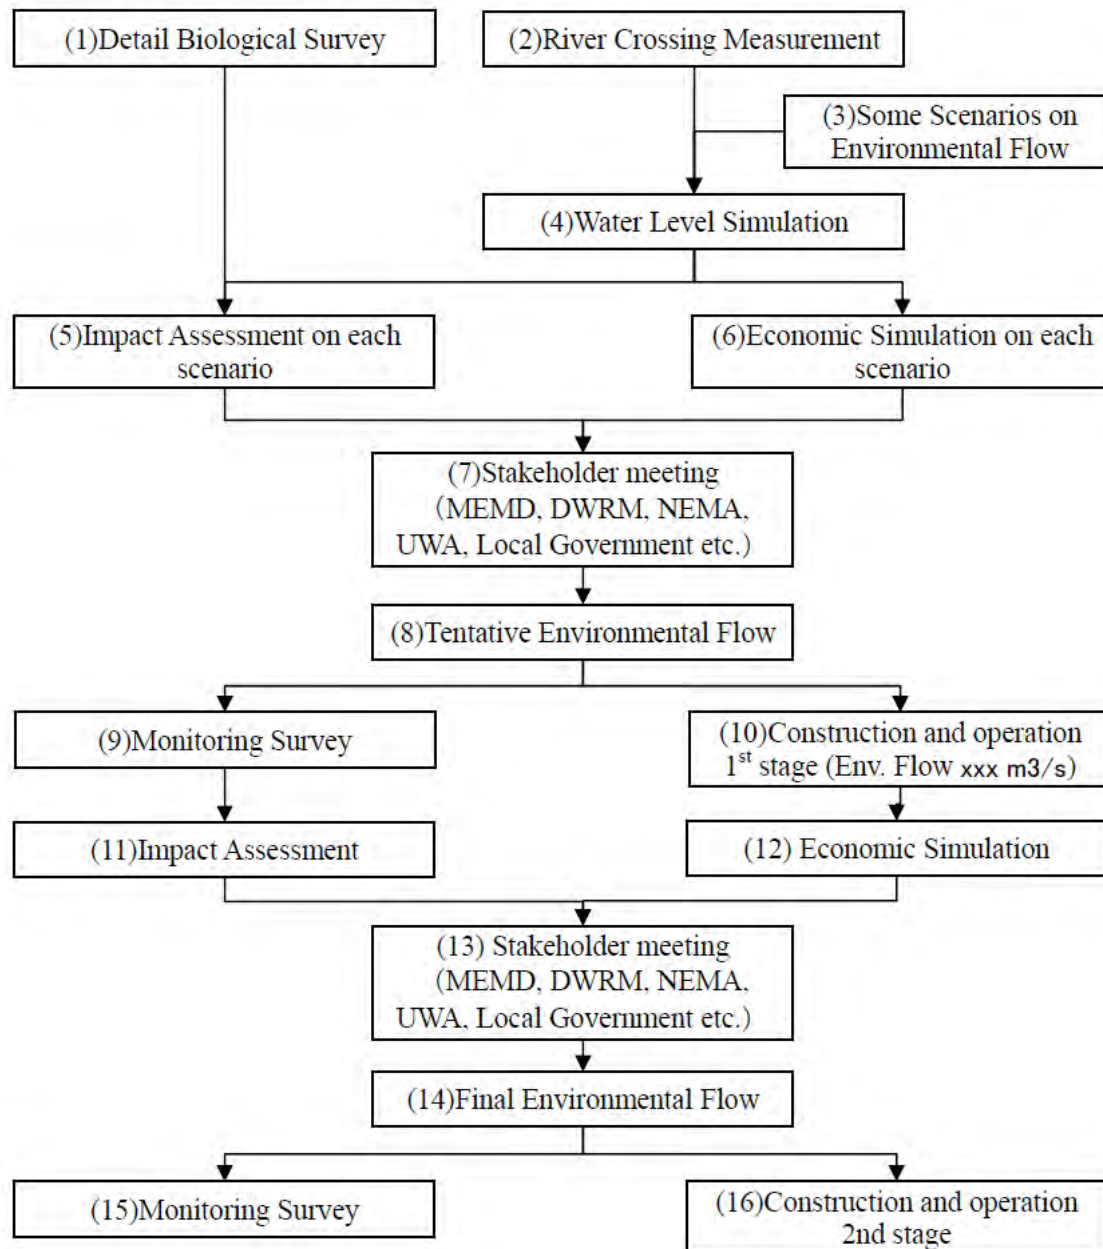 (1)Detail Biological Survey
(2)River Crossing Measurement
(3)Some Scenarios on
Environmental Flow
(4)Water Level Simulation
(5)Impact Assessment on each
scenario
(6)Economic Simulation on each
scenario
(7)Stakeholder meeting
(MEMD, DWRM, NEMA,
UWA, Local Government etc.)
(8)Tentative Environmental Flow
(9)Monitoring Survey
(10)Construction and operation
1st stage (Env. Flow xxx m3/s)
(11)Impact Assessment
(12) Economic Simulation
(13) Stakeholder meeting
(MEMD, DWRM, NEMA,
UWA, Local Government etc.)
(14)Final Environmental Flow
(15)Monitoring Survey
(16)Construction and operation
2nd stage